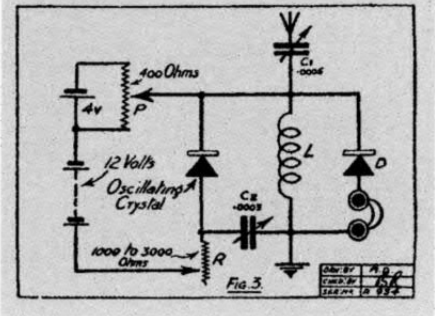 400 Ohms
C1
.0005
4v
P
12 Volts
Oscillating
Crystal
L
D
C2
.0005
1000 to 3000
Ohms
R
FIG. 3.